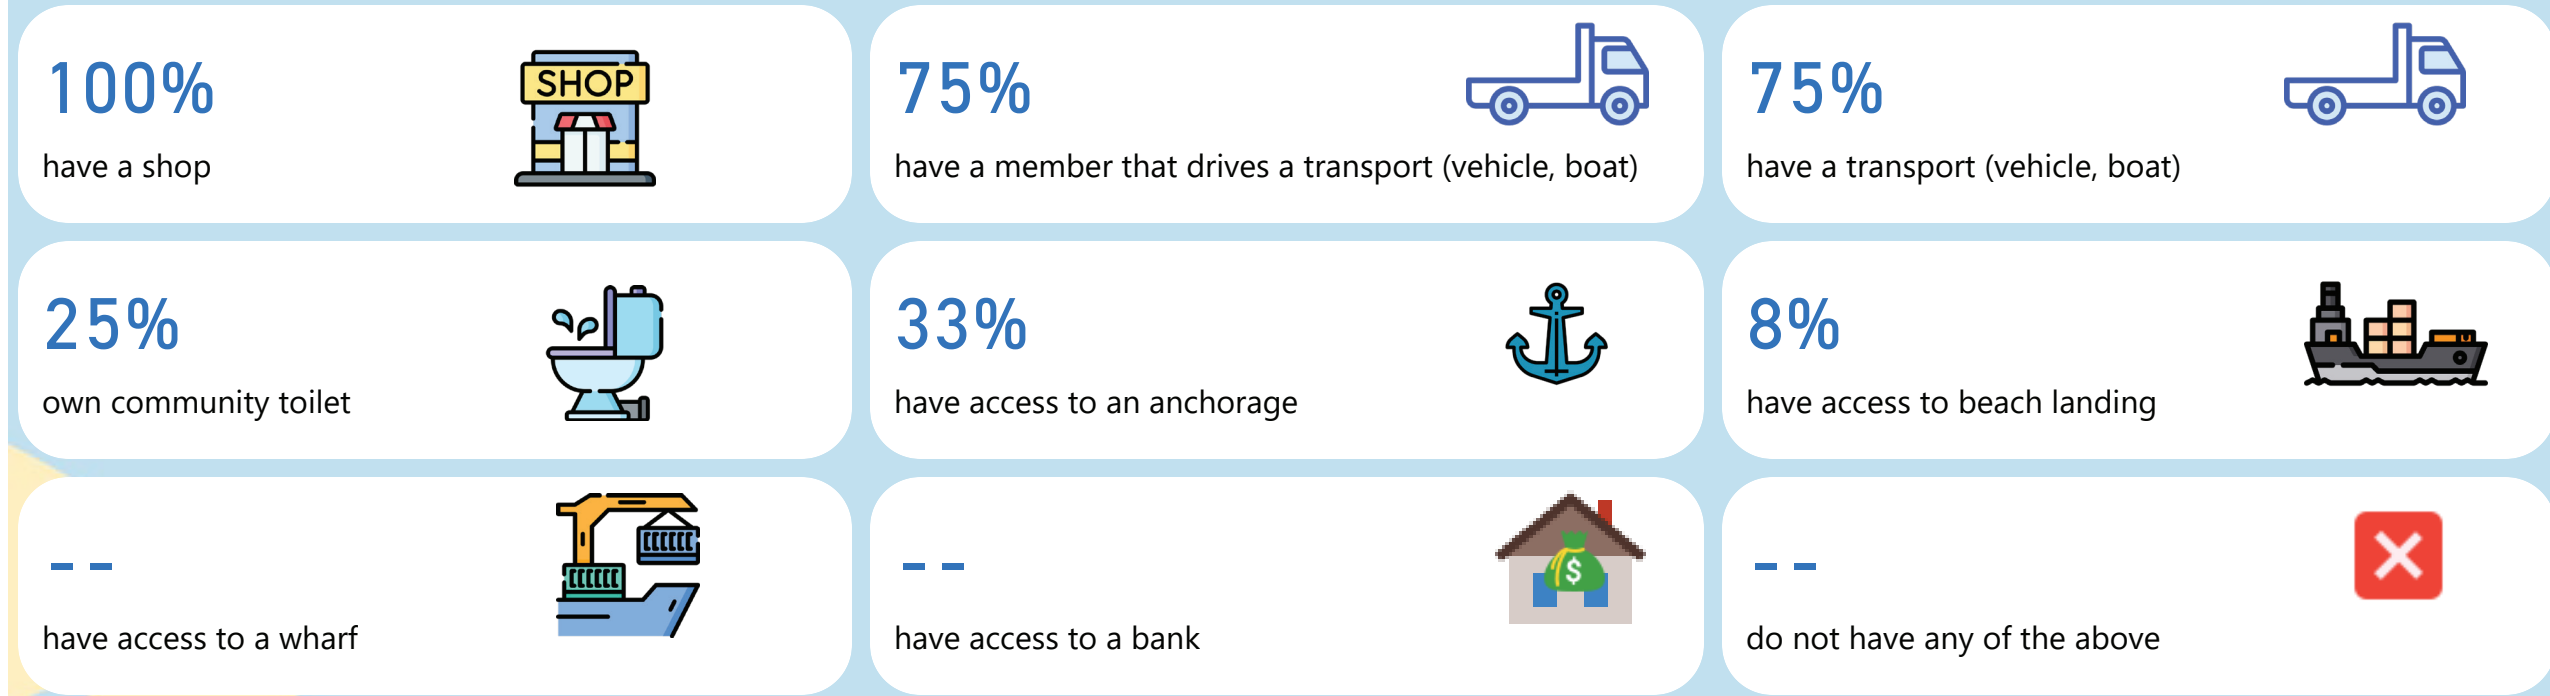 100%
SHOP
have a shop
75%
have a member that drives a transport (vehicle, boat)
75%
have a transport (vehicle, boat)
25%
own community toilet
33%
have access to an anchorage
8%
have access to beach landing
--
have access to a wharf
--
$
have access to a bank
--
do not have any of the above